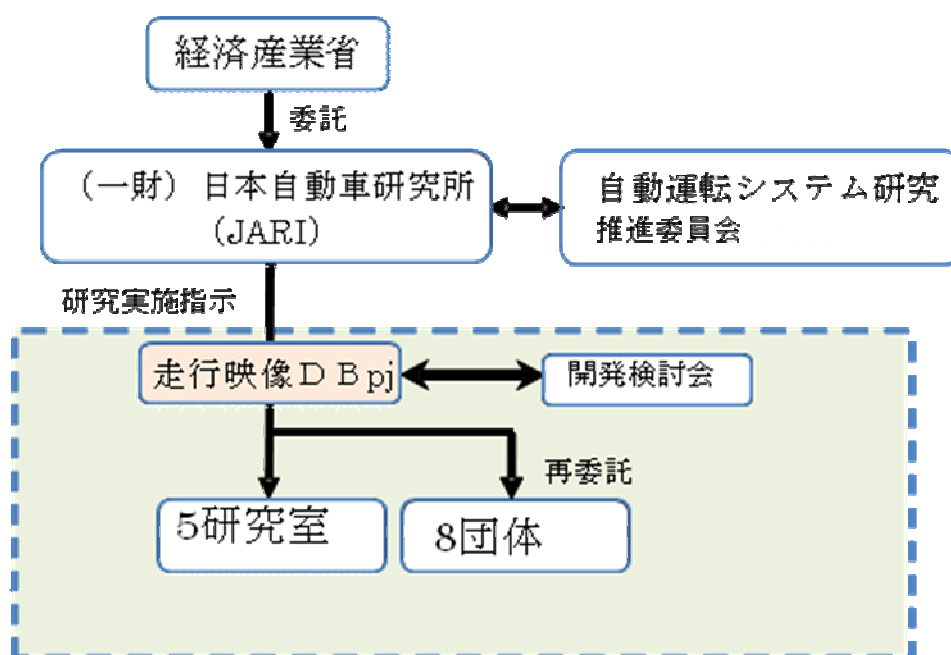 経済産業省
委託
（一財）日本自動車研究所
（JARI）
自動運転システム研究
推進委員会
研究実施指示
走行映像ＤＢpj
開発検討会
再委託
5研究室
8団体